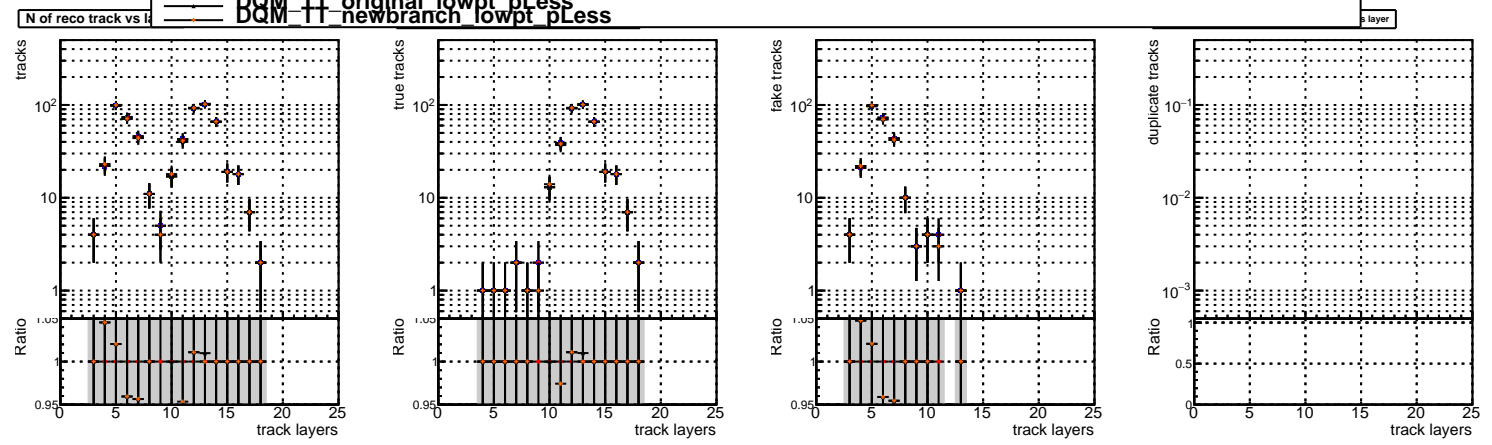 DQM_TT_original_lowpt_pLess
DQM_TT_newbranch_lowpt_pLess
N of reco track vs la
s layer
tracks
10²
10
1
Ratio
1.05
1
0.95
0 5 10 15 20 25
track layers
true tracks
10²
10
1
Ratio
1.05
1
0.95
0 5 10 15 20 25
track layers
fake tracks
10²
10
1
Ratio
1.05
1
0.95
0 5 10 15 20 25
track layers
duplicate tracks
10⁻¹
10⁻²
10⁻³
Ratio
1
0.5
0
0 5 10 15 20 25
track layers